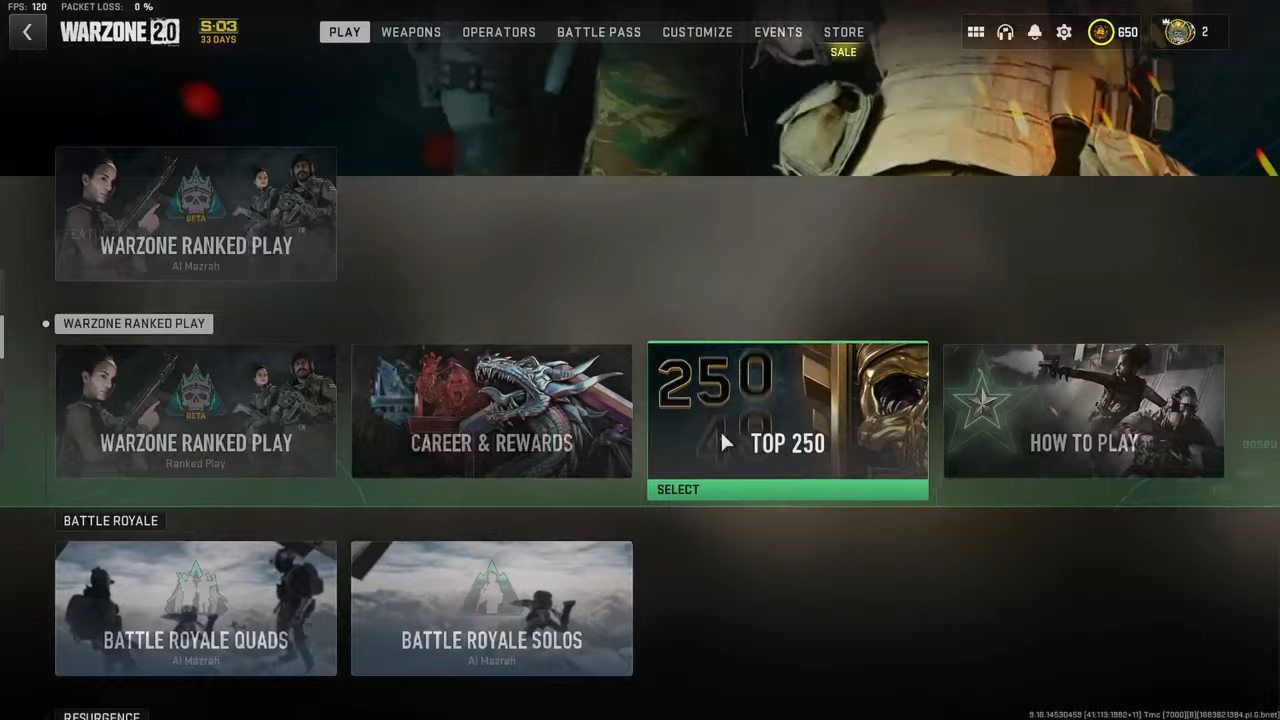 FPS: 120 PACKET LOSS: 0 %
WARZONE 2.0
S·03
33 DAYS
PLAY
WEAPONS
OPERATORS
BATTLE PASS
CUSTOMIZE
EVENTS
STORE
SALE
650
2
BETA
WARZONE RANKED PLAY
Al Mazrah
WARZONE RANKED PLAY
BETA
WARZONE RANKED PLAY
Ranked Play
CAREER & REWARDS
250
TOP 250
SELECT
HOW TO PLAY
BATTLE ROYALE
BATTLE ROYALE QUADS
Al Mazrah
BATTLE ROYALE SOLOS
Al Mazrah
RESURGENCE